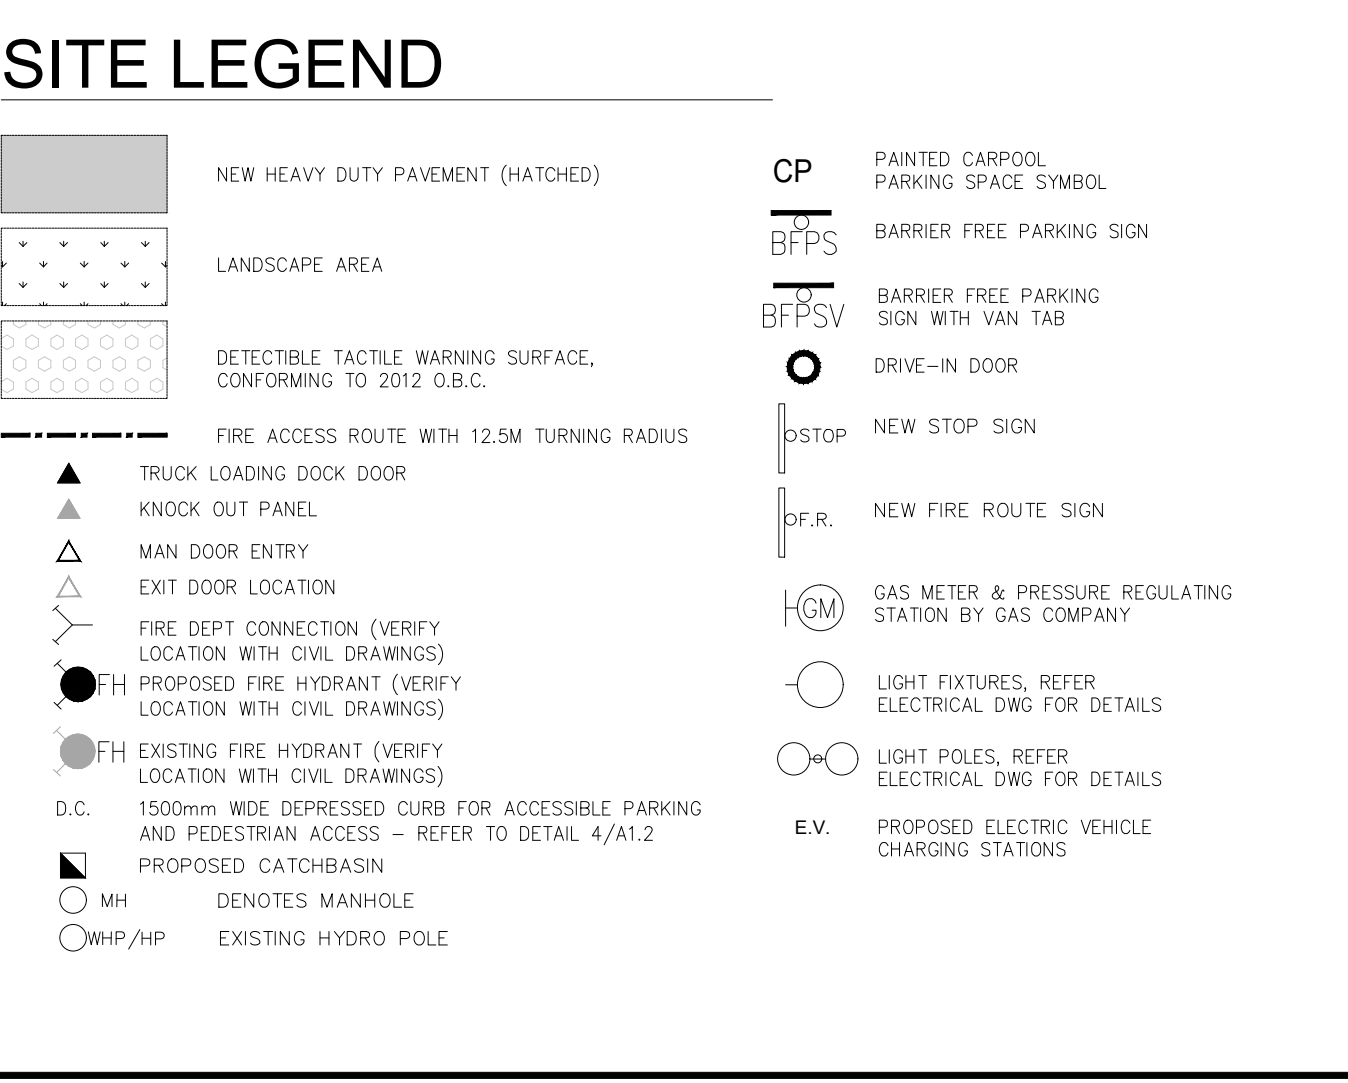 SITE LEGEND
NEW HEAVY DUTY PAVEMENT (HATCHED)
LANDSCAPE AREA
DETECTIBLE TACTILE WARNING SURFACE,
CONFORMING TO 2012 O.B.C.
FIRE ACCESS ROUTE WITH 12.5M TURNING RADIUS
TRUCK LOADING DOCK DOOR
KNOCK OUT PANEL
MAN DOOR ENTRY
EXIT DOOR LOCATION
FIRE DEPT CONNECTION (VERIFY
LOCATION WITH CIVIL DRAWINGS)
FH PROPOSED FIRE HYDRANT (VERIFY
LOCATION WITH CIVIL DRAWINGS)
FH EXISTING FIRE HYDRANT (VERIFY
LOCATION WITH CIVIL DRAWINGS)
D.C. 1500mm WIDE DEPRESSED CURB FOR ACCESSIBLE PARKING
AND PEDESTRIAN ACCESS – REFER TO DETAIL 4/A1.2
PROPOSED CATCHBASIN
MH DENOTES MANHOLE
WHP/HP EXISTING HYDRO POLE
CP PAINTED CARPOOL
PARKING SPACE SYMBOL
BFPS BARRIER FREE PARKING SIGN
BFPSV BARRIER FREE PARKING
SIGN WITH VAN TAB
DRIVE–IN DOOR
STOP NEW STOP SIGN
F.R. NEW FIRE ROUTE SIGN
GM GAS METER & PRESSURE REGULATING
STATION BY GAS COMPANY
LIGHT FIXTURES, REFER
ELECTRICAL DWG FOR DETAILS
LIGHT POLES, REFER
ELECTRICAL DWG FOR DETAILS
E.V. PROPOSED ELECTRIC VEHICLE
CHARGING STATIONS